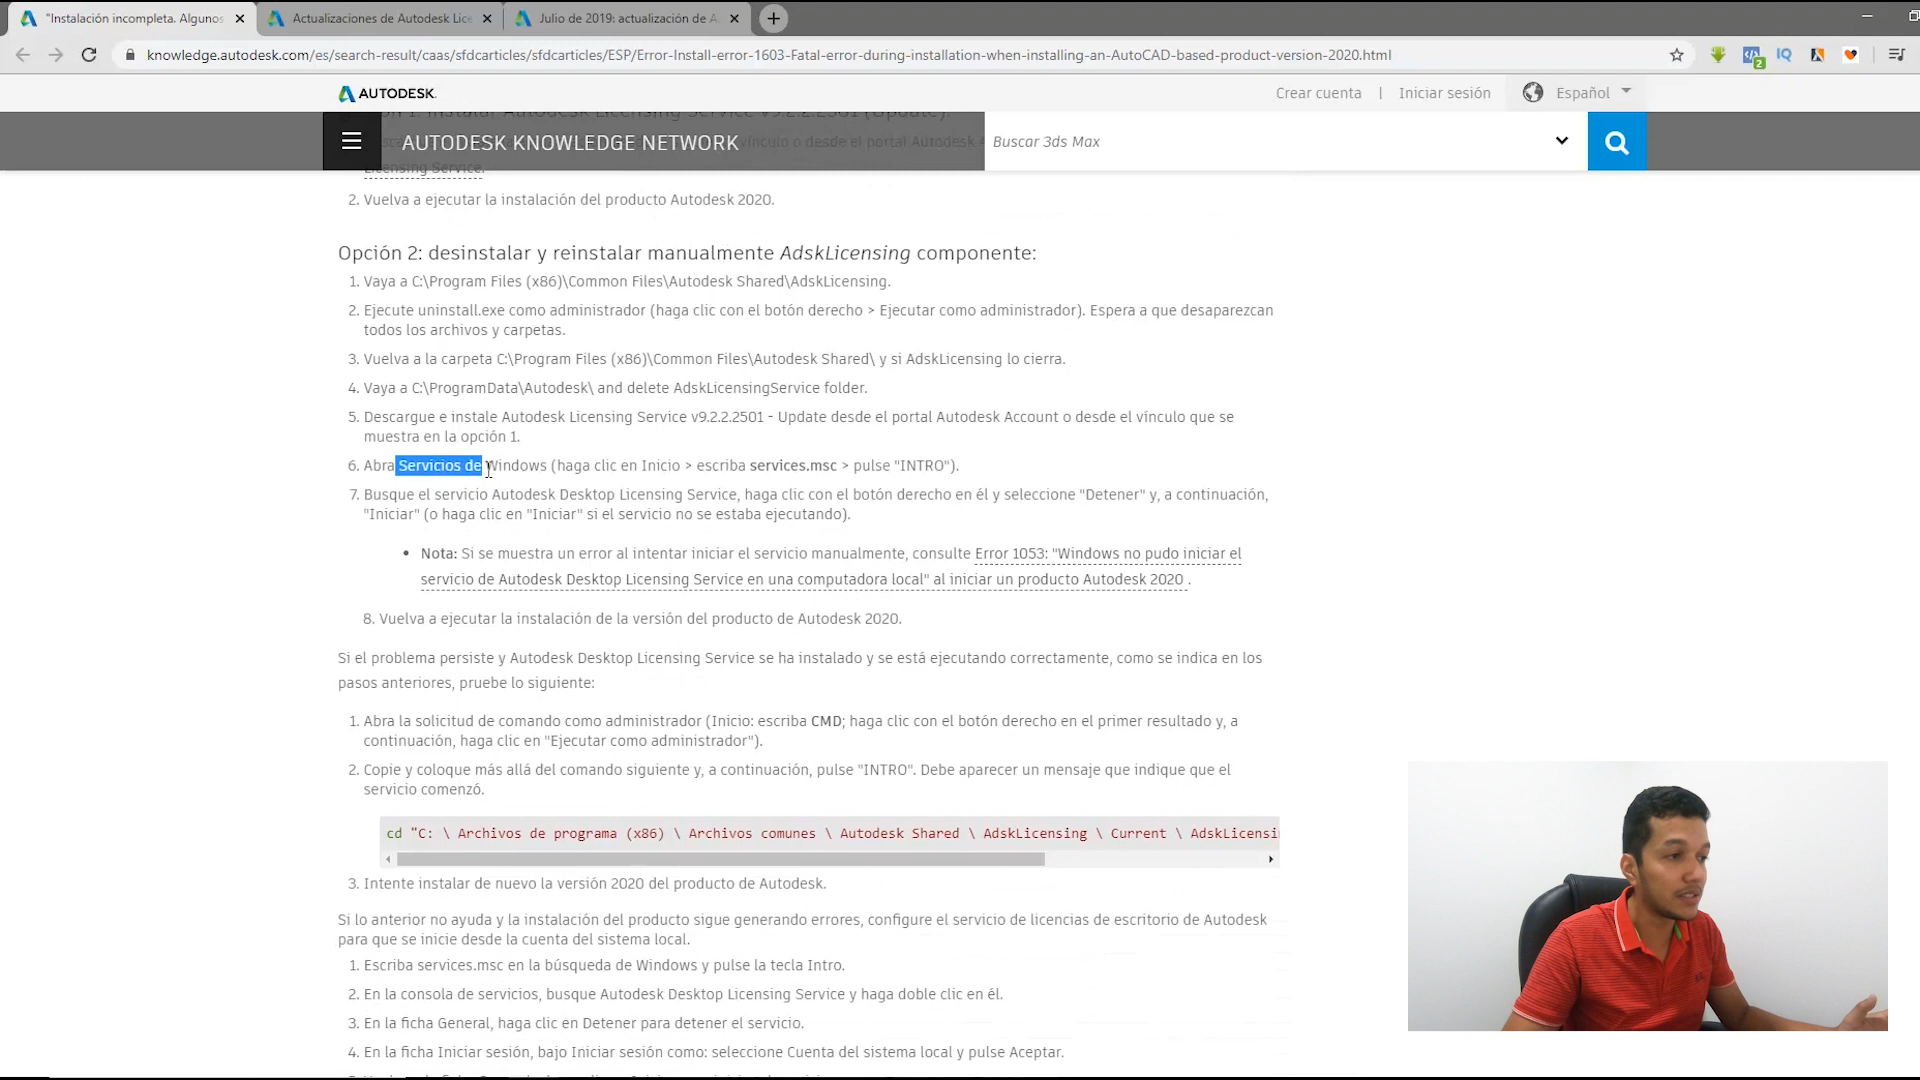 "Instalación incompleta. Algunos
Actualizaciones de Autodesk Lice
Julio de 2019: actualización de A
knowledge.autodesk.com/es/search-result/caas/sfdcarticles/sfdcarticles/ESP/Error-Install-error-1603-Fatal-error-during-installation-when-installing-an-AutoCAD-based-product-version-2020.html
AUTODESK.
Crear cuenta | Iniciar sesión
Español
AUTODESK KNOWLEDGE NETWORK
Buscar 3ds Max
Licensing Service.
2. Vuelva a ejecutar la instalación del producto Autodesk 2020.
Opción 2: desinstalar y reinstalar manualmente AdskLicensing componente:
1. Vaya a C:\Program Files (x86)\Common Files\Autodesk Shared\AdskLicensing.
2. Ejecute uninstall.exe como administrador (haga clic con el botón derecho > Ejecutar como administrador). Espera a que desaparezcan
todos los archivos y carpetas.
3. Vuelva a la carpeta C:\Program Files (x86)\Common Files\Autodesk Shared\ y si AdskLicensing lo cierra.
4. Vaya a C:\ProgramData\Autodesk\ and delete AdskLicensingService folder.
5. Descargue e instale Autodesk Licensing Service v9.2.2.2501 - Update desde el portal Autodesk Account o desde el vínculo que se
muestra en la opción 1.
6. Abra Servicios de Windows (haga clic en Inicio > escriba services.msc > pulse "INTRO").
7. Busque el servicio Autodesk Desktop Licensing Service, haga clic con el botón derecho en él y seleccione "Detener" y, a continuación,
"Iniciar" (o haga clic en "Iniciar" si el servicio no se estaba ejecutando).
• Nota: Si se muestra un error al intentar iniciar el servicio manualmente, consulte Error 1053: "Windows no pudo iniciar el
servicio de Autodesk Desktop Licensing Service en una computadora local" al iniciar un producto Autodesk 2020 .
8. Vuelva a ejecutar la instalación de la versión del producto de Autodesk 2020.
Si el problema persiste y Autodesk Desktop Licensing Service se ha instalado y se está ejecutando correctamente, como se indica en los
pasos anteriores, pruebe lo siguiente:
1. Abra la solicitud de comando como administrador (Inicio: escriba CMD; haga clic con el botón derecho en el primer resultado y, a
continuación, haga clic en "Ejecutar como administrador").
2. Copie y coloque más allá del comando siguiente y, a continuación, pulse "INTRO". Debe aparecer un mensaje que indique que el
servicio comenzó.
cd "C: \ Archivos de programa (x86) \ Archivos comunes \ Autodesk Shared \ AdskLicensing \ Current \ AdskLicensin
3. Intente instalar de nuevo la versión 2020 del producto de Autodesk.
Si lo anterior no ayuda y la instalación del producto sigue generando errores, configure el servicio de licencias de escritorio de Autodesk
para que se inicie desde la cuenta del sistema local.
1. Escriba services.msc en la búsqueda de Windows y pulse la tecla Intro.
2. En la consola de servicios, busque Autodesk Desktop Licensing Service y haga doble clic en él.
3. En la ficha General, haga clic en Detener para detener el servicio.
4. En la ficha Iniciar sesión, bajo Iniciar sesión como: seleccione Cuenta del sistema local y pulse Aceptar.